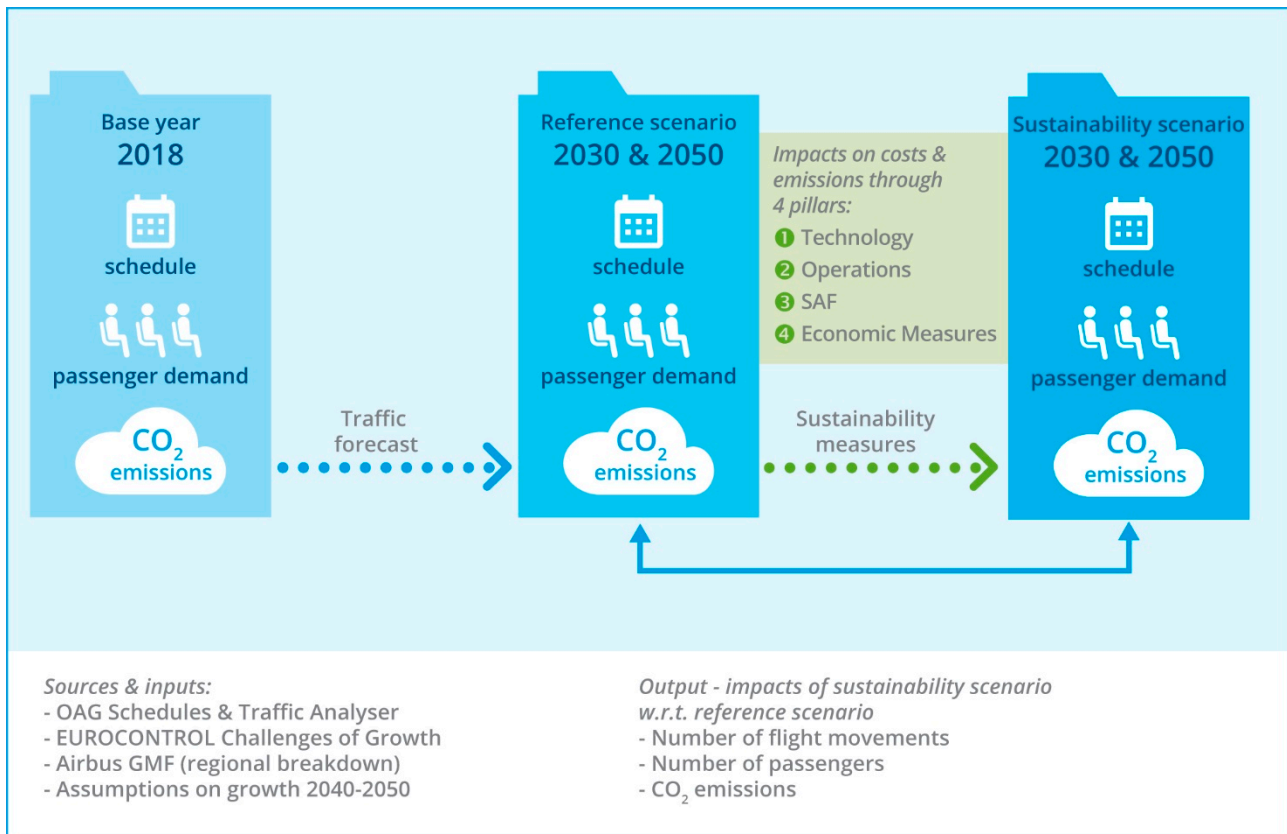 Base year
2018
schedule
passenger demand
CO₂
emissions
Traffic
forecast
Reference scenario
2030 & 2050
schedule
passenger demand
CO₂
emissions
Impacts on costs &
emissions through
4 pillars:
1 Technology
2 Operations
3 SAF
4 Economic Measures
Sustainability
measures
Sustainability scenario
2030 & 2050
schedule
passenger demand
CO₂
emissions
Sources & inputs:
- OAG Schedules & Traffic Analyser
- EUROCONTROL Challenges of Growth
- Airbus GMF (regional breakdown)
- Assumptions on growth 2040-2050
Output - impacts of sustainability scenario
w.r.t. reference scenario
- Number of flight movements
- Number of passengers
- CO₂ emissions